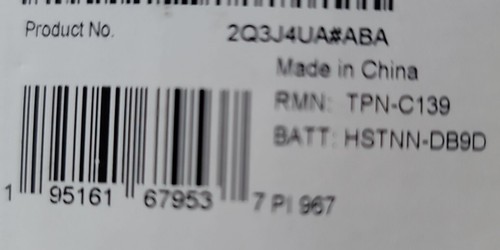 Product No. 2Q3J4UA#ABA
Made in China
RMN: TPN-C139
BATT: HSTNN-DB9D
1 95161 67953 7 PI 967